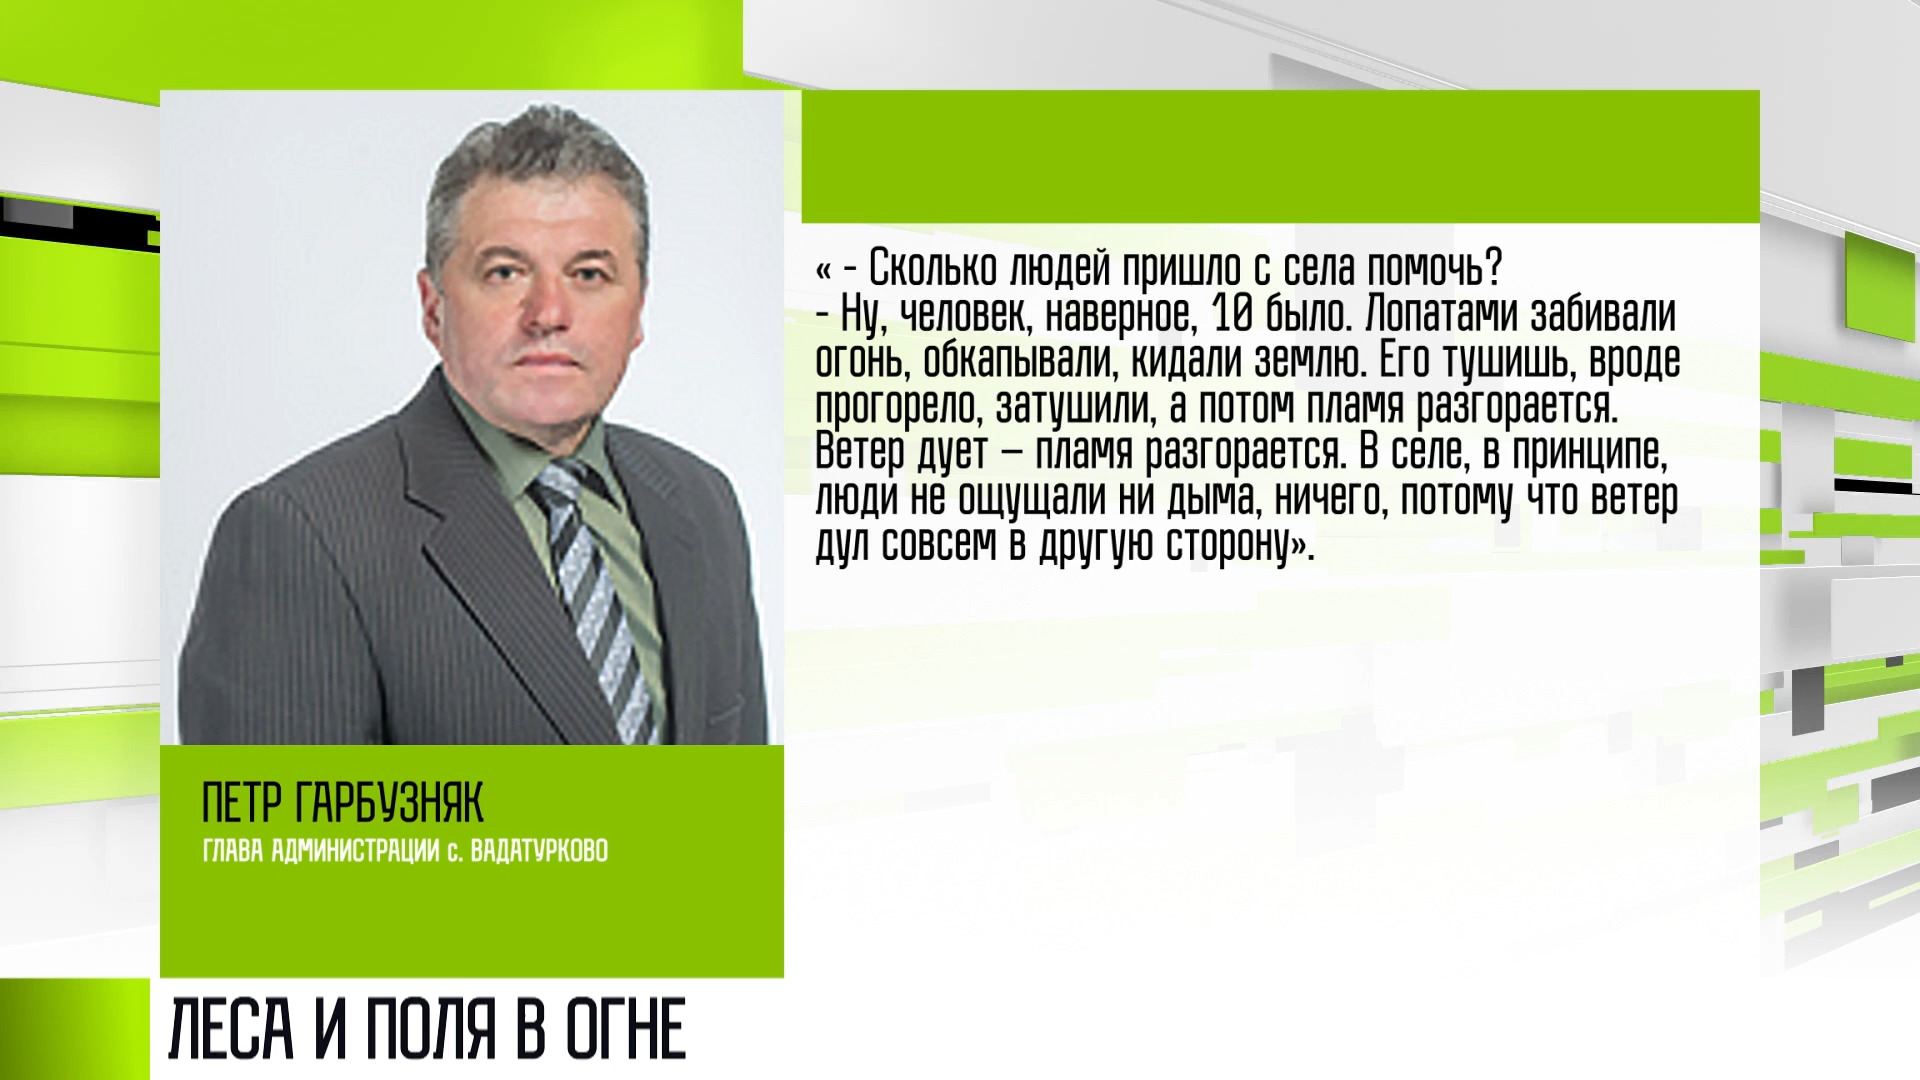 « - Сколько людей пришло с села помочь?
- Ну, человек, наверное, 10 было. Лопатами забивали
огонь, обкапывали, кидали землю. Его тушишь, вроде
прогорело, затушили, а потом пламя разгорается.
Ветер дует – пламя разгорается. В селе, в принципе,
люди не ощущали ни дыма, ничего, потому что ветер
дул совсем в другую сторону».
ПЕТР ГАРБУЗНЯК
ГЛАВА АДМИНИСТРАЦИИ с. ВАДАТУРКОВО
ЛЕСА И ПОЛЯ В ОГНЕ